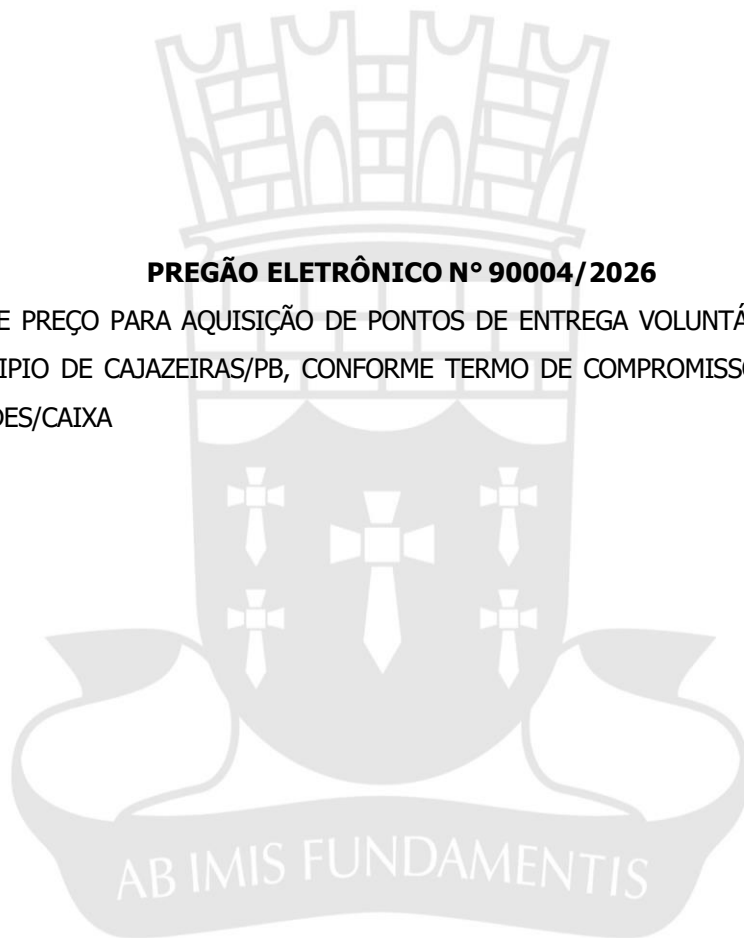 PREGÃO ELETRÔNICO N° 90004/2026
E PREÇO PARA AQUISIÇÃO DE PONTOS DE ENTREGA VOLUNTÁ
IPIO DE CAJAZEIRAS/PB, CONFORME TERMO DE COMPROMISSO
DES/CAIXA
AB IMIS FUNDAMENTIS